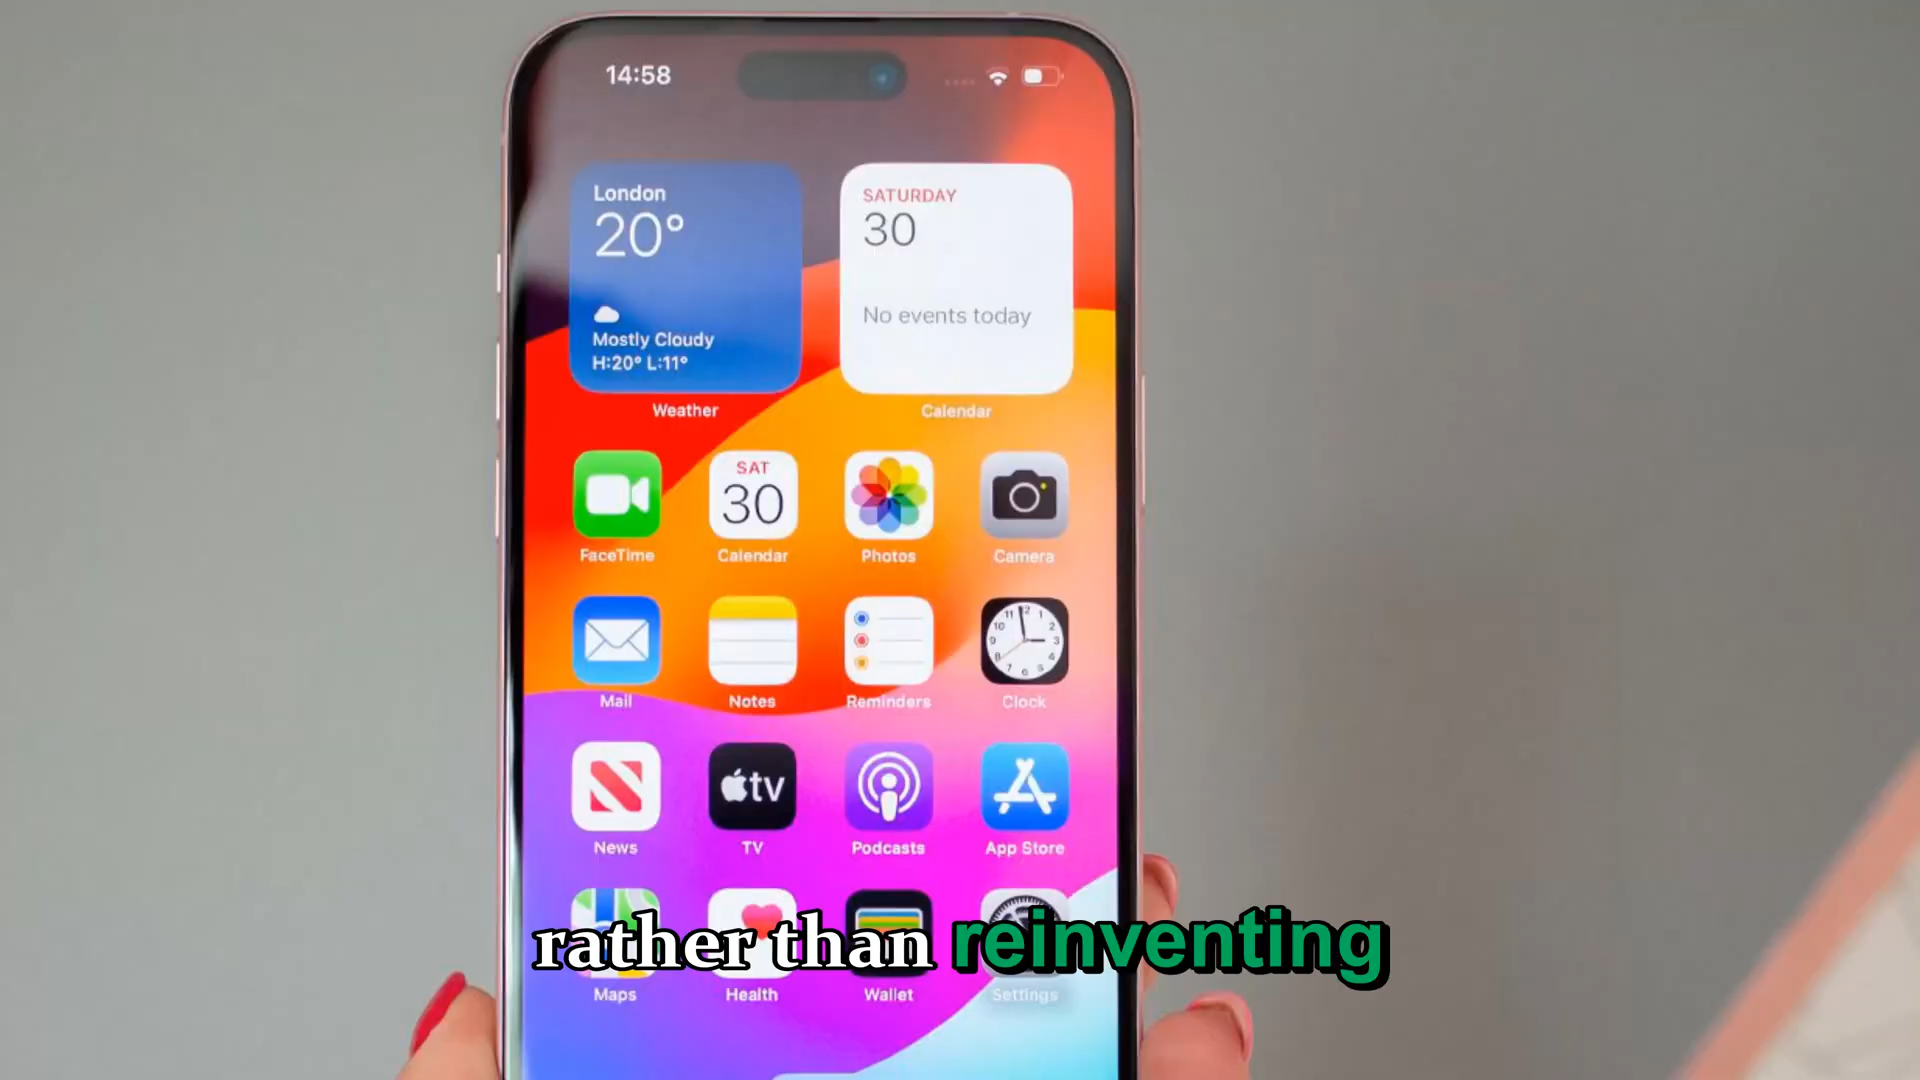 14:58
London
20°
Mostly Cloudy
H:20° L:11°
Weather
SATURDAY
30
No events today
Calendar
FaceTime
SAT
30
Calendar
Photos
Camera
Mail
Notes
Reminders
Clock
News
tv
TV
Podcasts
App Store
rather than reinventing
Maps
Health
Wallet
Settings